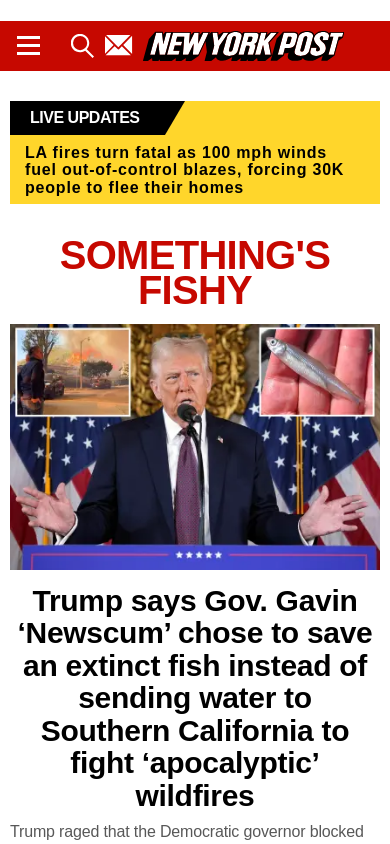 NEW YORK POST
LIVE UPDATES
LA fires turn fatal as 100 mph winds
fuel out-of-control blazes, forcing 30K
people to flee their homes
SOMETHING'S
FISHY
Trump says Gov. Gavin
‘Newscum’ chose to save
an extinct fish instead of
sending water to
Southern California to
fight ‘apocalyptic’
wildfires
Trump raged that the Democratic governor blocked